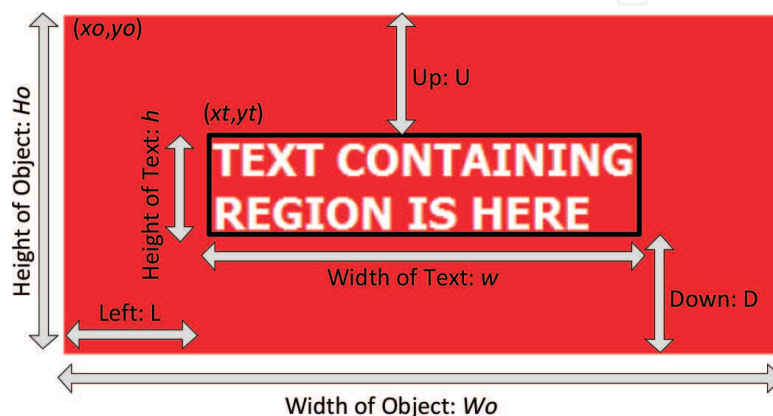 (xo,yo)
Up: U
Height of Object: Ho
(xt,yt)
Height of Text: h
TEXT CONTAINING
REGION IS HERE
Width of Text: w
Left: L
Down: D
Width of Object: Wo